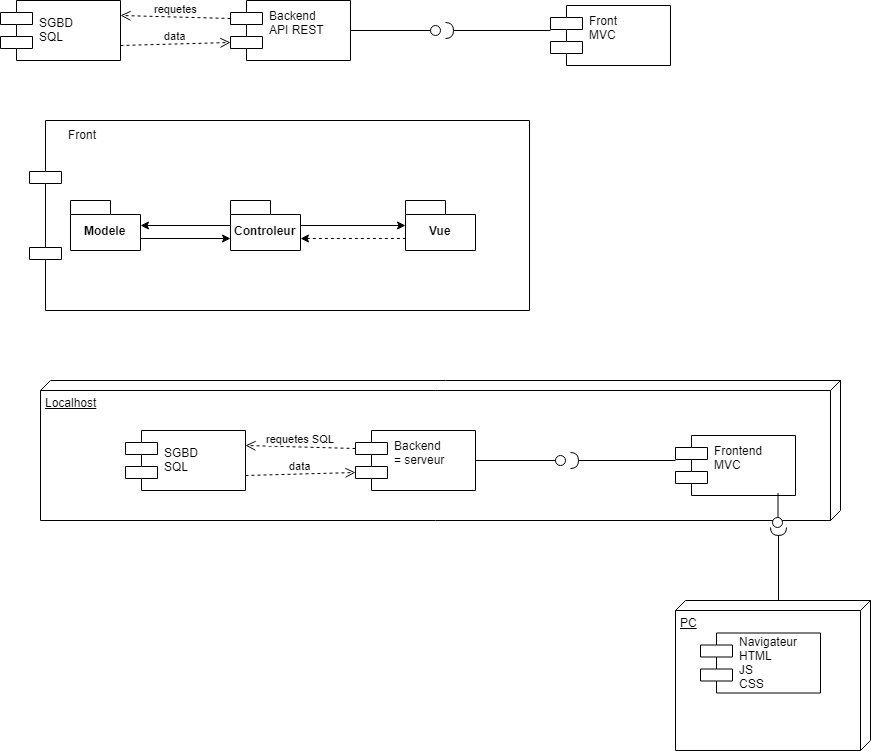 SGBD
SQL
requetes
data
Backend
API REST
Front
MVC
Front
Modele
Controleur
Vue
Localhost
SGBD
SQL
requetes SQL
data
Backend
= serveur
Frontend
MVC
PC
Navigateur
HTML
JS
CSS